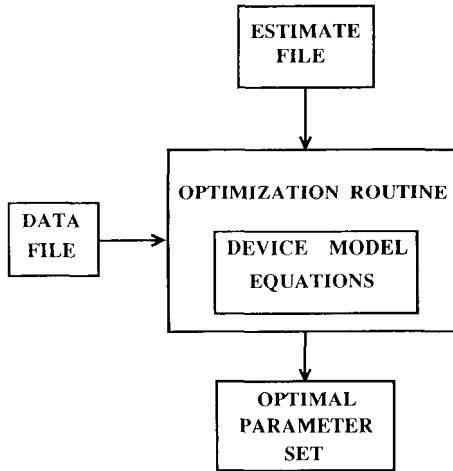 ESTIMATE
FILE
OPTIMIZATION ROUTINE
DATA
FILE
DEVICE MODEL
EQUATIONS
OPTIMAL
PARAMETER
SET